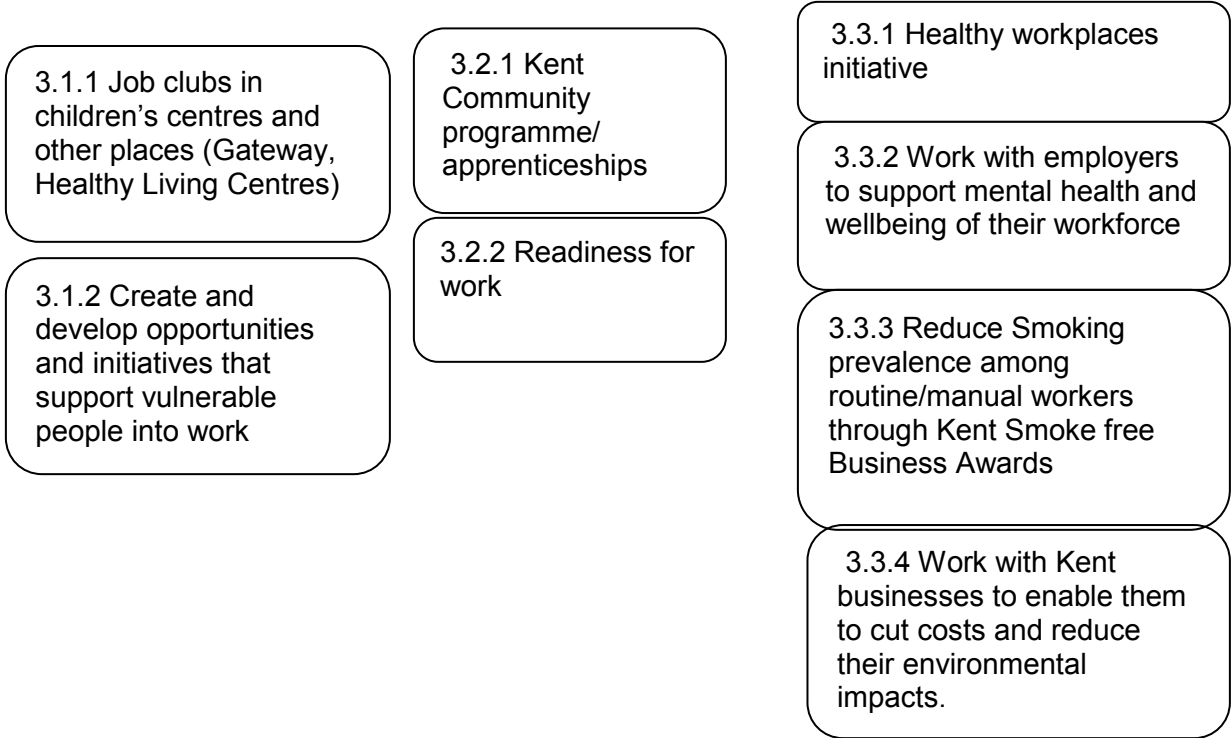 3.1.1 Job clubs in
children’s centres and
other places (Gateway,
Healthy Living Centres)
3.1.2 Create and
develop opportunities
and initiatives that
support vulnerable
people into work
3.2.1 Kent
Community
programme/
apprenticeships
3.2.2 Readiness for
work
3.3.1 Healthy workplaces
initiative
3.3.2 Work with employers
to support mental health and
wellbeing of their workforce
3.3.3 Reduce Smoking
prevalence among
routine/manual workers
through Kent Smoke free
Business Awards
3.3.4 Work with Kent
businesses to enable them
to cut costs and reduce
their environmental
impacts.